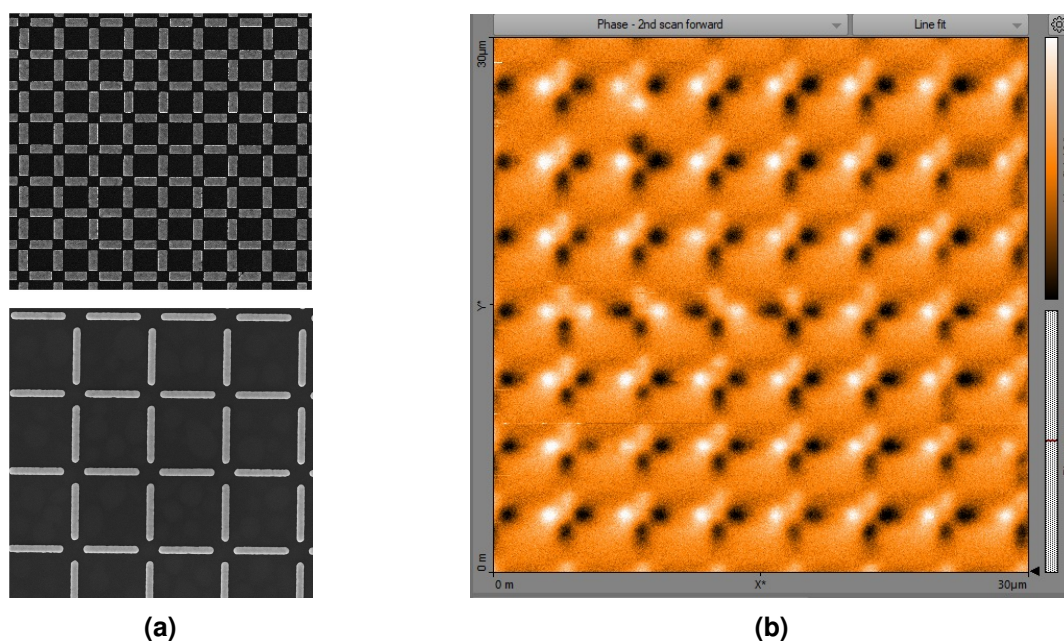 Phase - 2nd scan forward
Line fit
30µm
Y*
0 m
0 m
X*
30µm
(a)
(b)